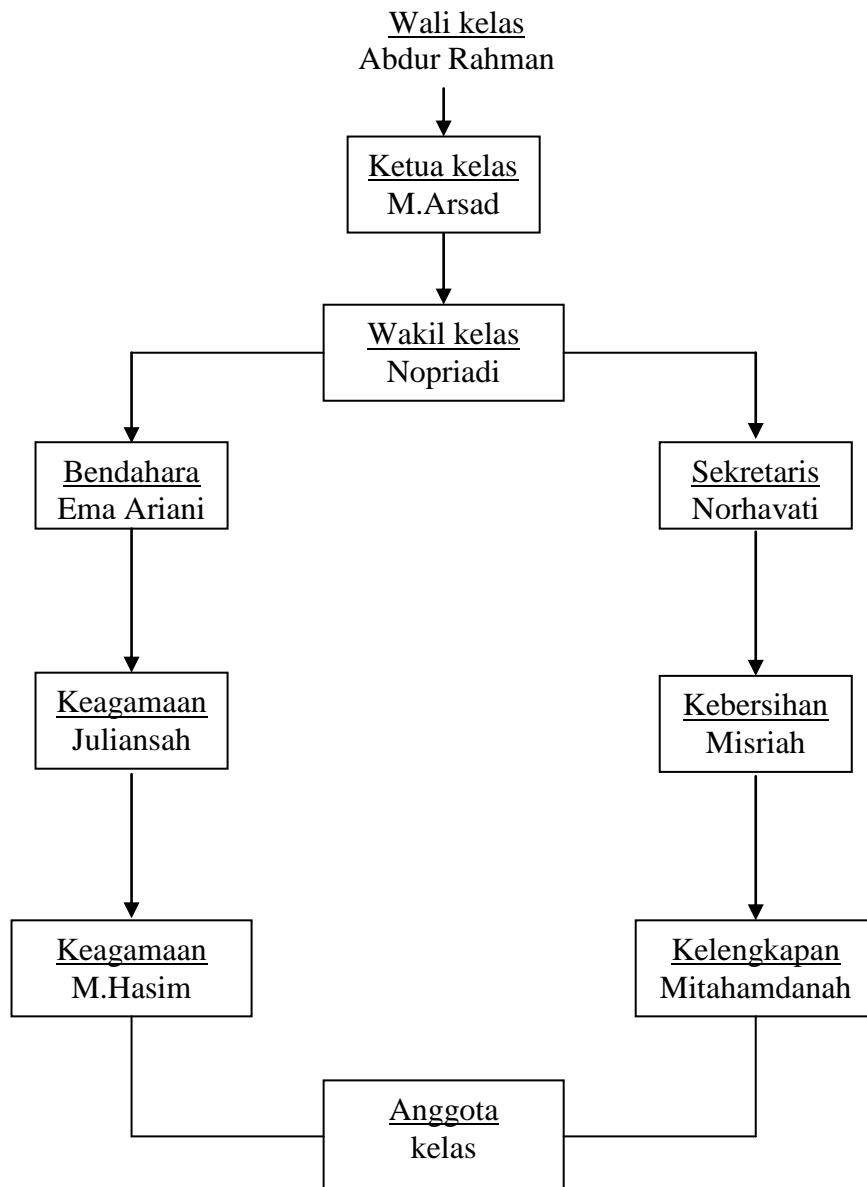 Wali kelas
Abdur Rahman
Ketua kelas
M.Arsad
Wakil kelas
Nopriadi
Bendahara
Ema Ariani
Sekretaris
Norhavati
Keagamaan
Juliansah
Kebersihan
Misriah
Keagamaan
M.Hasim
Kelengkapan
Mitahamdanah
Anggota
kelas